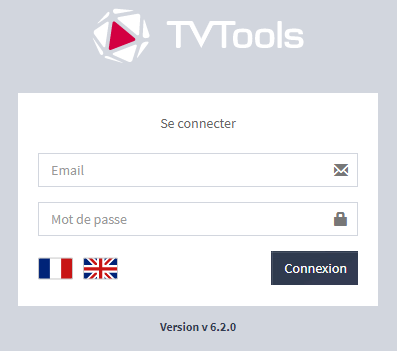 TVTools
Se connecter
Email
Mot de passe
Connexion
Version v 6.2.0